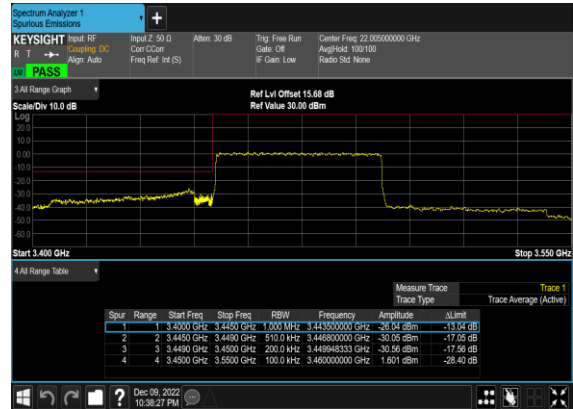 Spectrum Analyzer 1
Spurious Emissions
KEYSIGHT Input: RF Input Z: 50 Ω Atten: 30 dB Trig: Free Run Center Freq: 22.005000000 GHz
R T Coupling: DC Corr CCorr Gate: Off Avg|Hold: 100/100
Align: Auto Freq Ref: Int (S) IF Gain: Low Radio Std: None
PASS
3 All Range Graph
Ref Lvl Offset 15.68 dB
Scale/Div 10.0 dB Ref Value 30.00 dBm
Log
20.0
10.0
0.00
-10.0
-20.0
-30.0
-40.0
-50.0
-60.0
Start 3.400 GHz Stop 3.550 GHz
4 All Range Table
Measure Trace Trace 1
Trace Type Trace Average (Active)
Spur Range Start Freq Stop Freq RBW Frequency Amplitude ΔLimit
1 1 3.4000 GHz 3.4450 GHz 1.000 MHz 3.443500000 GHz -26.04 dBm -13.04 dB
2 2 3.4450 GHz 3.4490 GHz 510.0 kHz 3.446800000 GHz -30.05 dBm -17.05 dB
3 3 3.4490 GHz 3.4500 GHz 200.0 kHz 3.449948333 GHz -30.56 dBm -17.56 dB
4 4 3.4500 GHz 3.5500 GHz 100.0 kHz 3.460000000 GHz 1.601 dBm -28.40 dB
?
Dec 09, 2022
10:38:27 PM